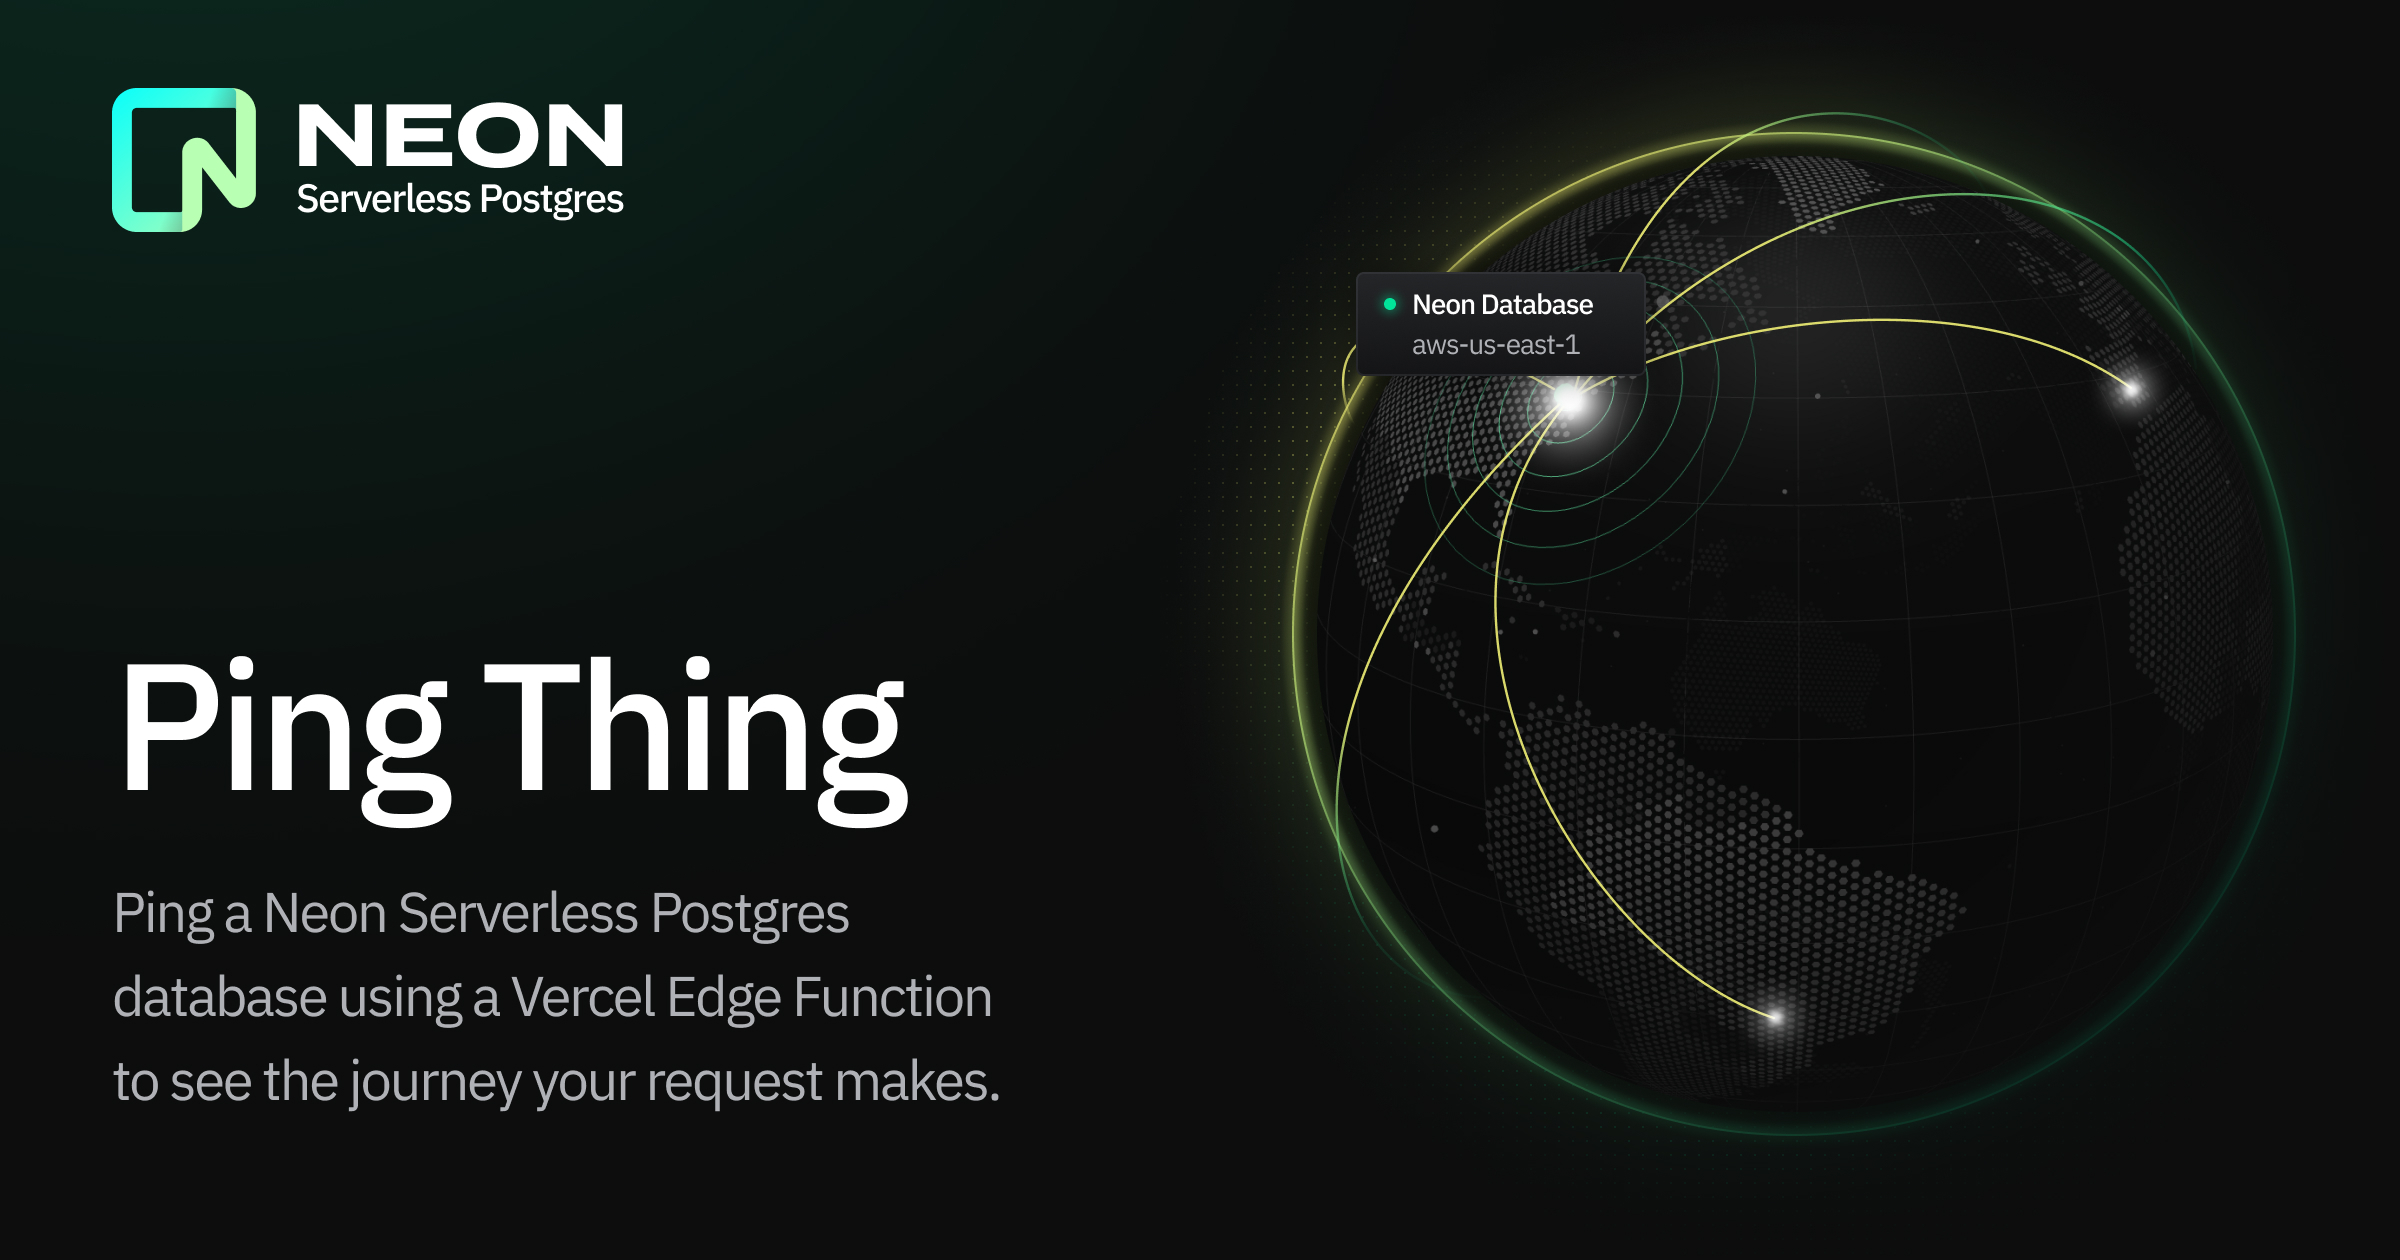 NEON
Serverless Postgres
Neon Database
aws-us-east-1
Ping Thing
Ping a Neon Serverless Postgres
database using a Vercel Edge Function
to see the journey your request makes.